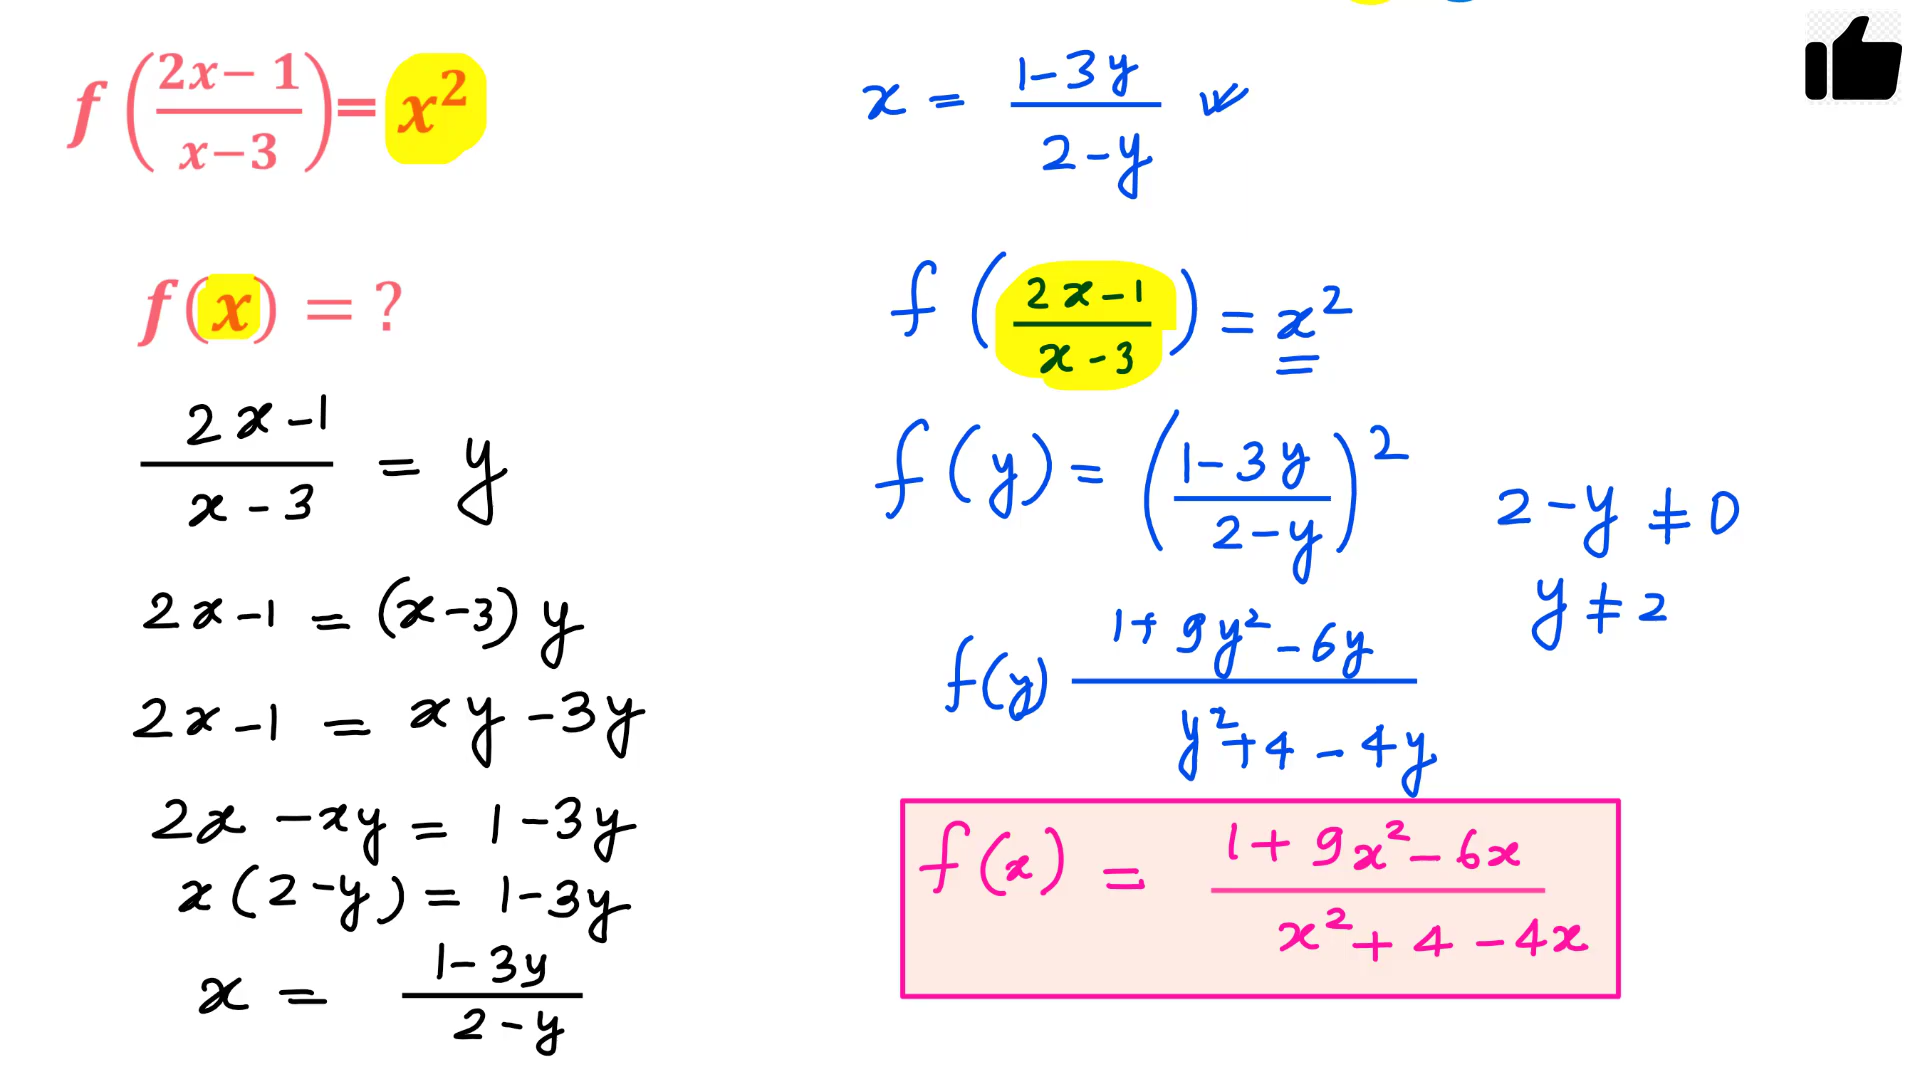 f((2x−1)/(x−3)) = x²
f(x) = ?
(2x−1)/(x−3) = y
2x−1 = (x−3)y
2x−1 = xy−3y
2x−xy = 1−3y
x(2−y) = 1−3y
x = (1−3y)/(2−y)
x = (1−3y)/(2−y)
f((2x−1)/(x−3)) = x²
f(y) = ((1−3y)/(2−y))²
2−y ≠ 0
y ≠ 2
f(y) (1+9y²−6y)/(y²+4−4y)
f(x) = (1+9x²−6x)/(x²+4−4x)